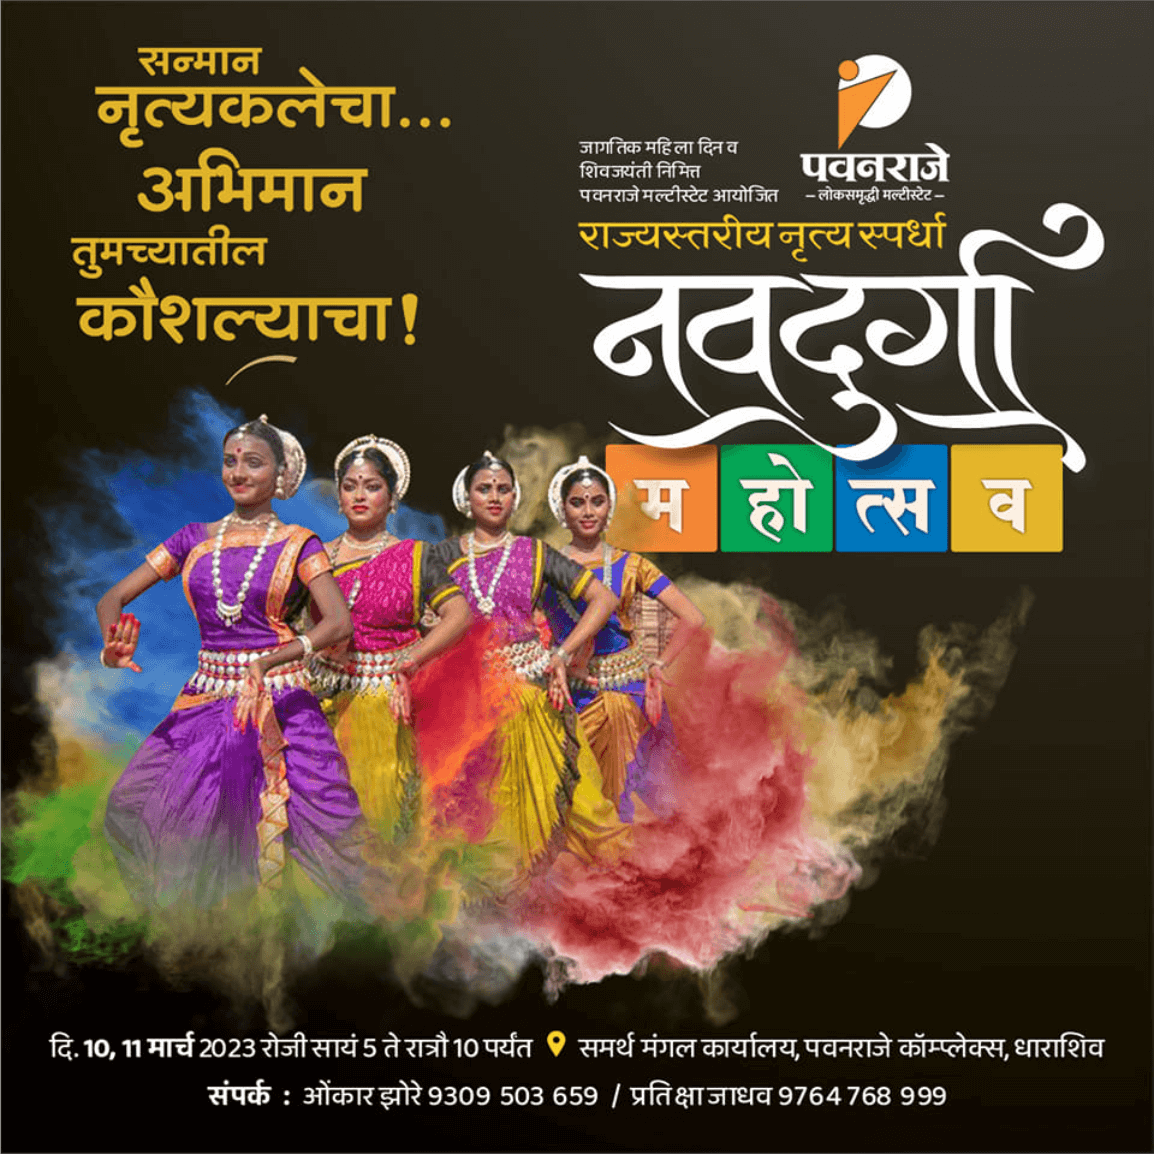 सन्मान
नृत्यकलेचा...
अभिमान
तुमच्यातील
कौशल्याचा!
पवनराजे
– लोकसमृद्धी मल्टीस्टेट –
जागतिक महिला दिन व
शिवजयंती निमित्त
पवनराजे मल्टीस्टेट आयोजित
राज्यस्तरीय नृत्य स्पर्धा
नवदुर्गा
महोत्सव
दि. 10, 11 मार्च 2023 रोजी सायं 5 ते रात्रौ 10 पर्यंत समर्थ मंगल कार्यालय, पवनराजे कॉम्प्लेक्स, धाराशिव
संपर्क : ओंकार झोरे 9309 503 659 / प्रतिक्षा जाधव 9764 768 999